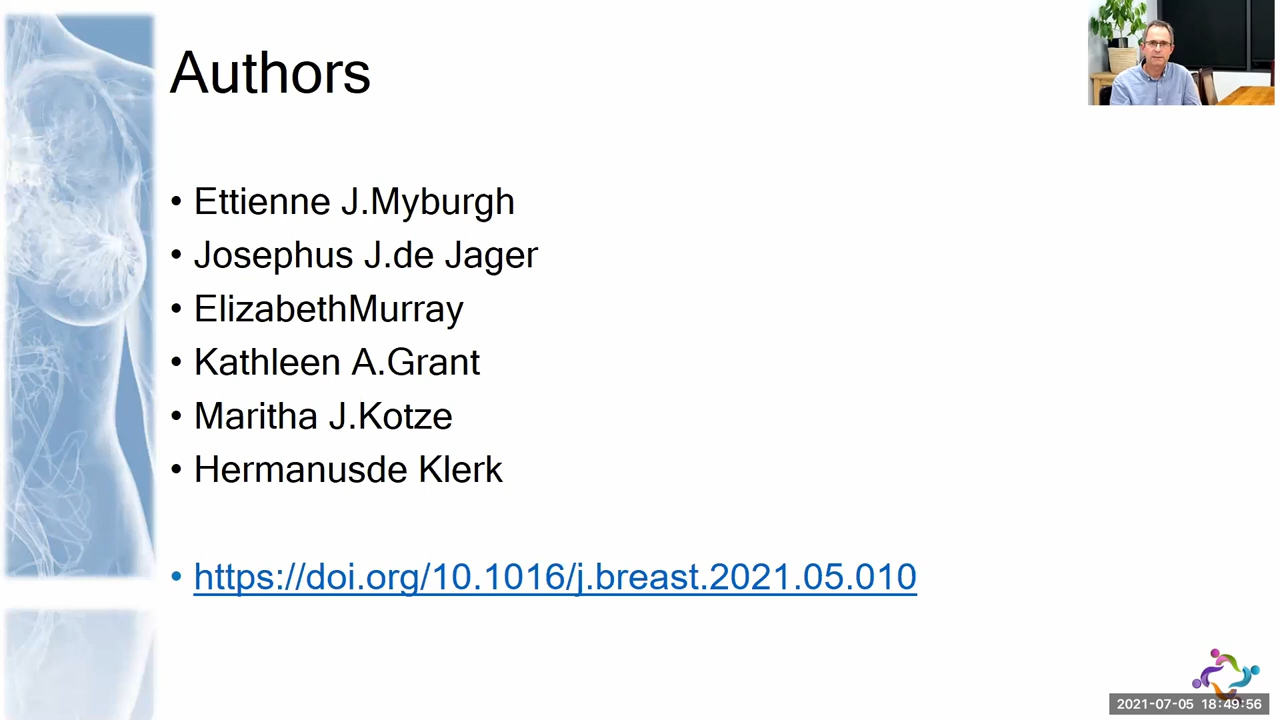 Authors
• Ettienne J.Myburgh
• Josephus J.de Jager
• ElizabethMurray
• Kathleen A.Grant
• Maritha J.Kotze
• Hermanusde Klerk
• https://doi.org/10.1016/j.breast.2021.05.010
2021-07-05 18:49:56